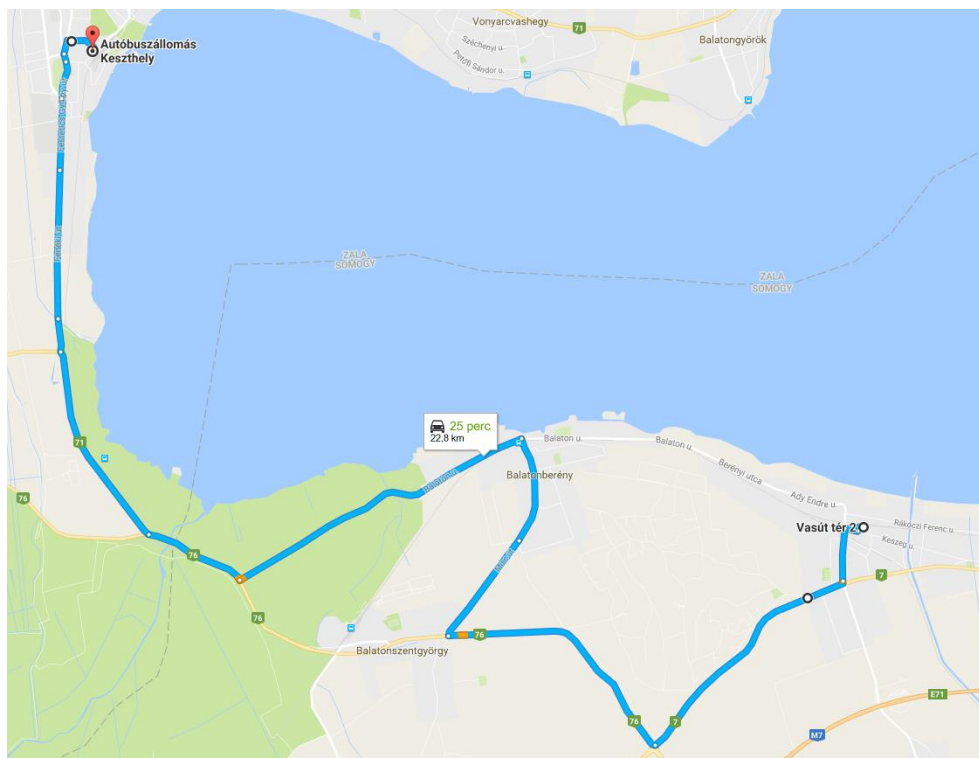 Vonyarcvashegy
71
Széchenyi u.
Petőfi Sándor u.
Balatongyörök
Autóbuszállomás
Keszthely
ZALA
SOMOGY
ZALA
SOMOGY
71
76
76
76
25 perc
22,8 km
Balaton u.
Balaton u.
Berényi utca
Balatonberény
Ady Endre u.
Rákóczi Ferenc u.
Vasút tér 2
Keszeg u.
7
76
Balatonszentgyörgy
76
7
E71
M7